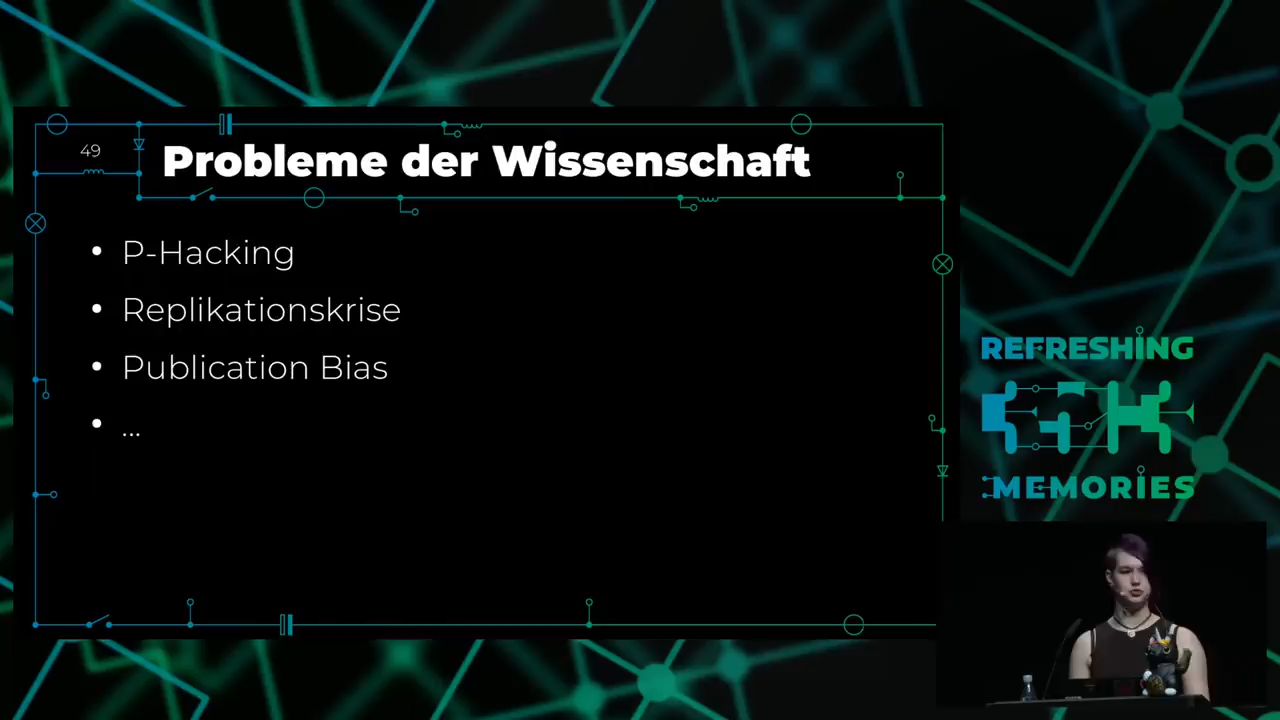 49
Probleme der Wissenschaft
• P-Hacking
• Replikationskrise
• Publication Bias
• ...
REFRESHING
MEMORIES